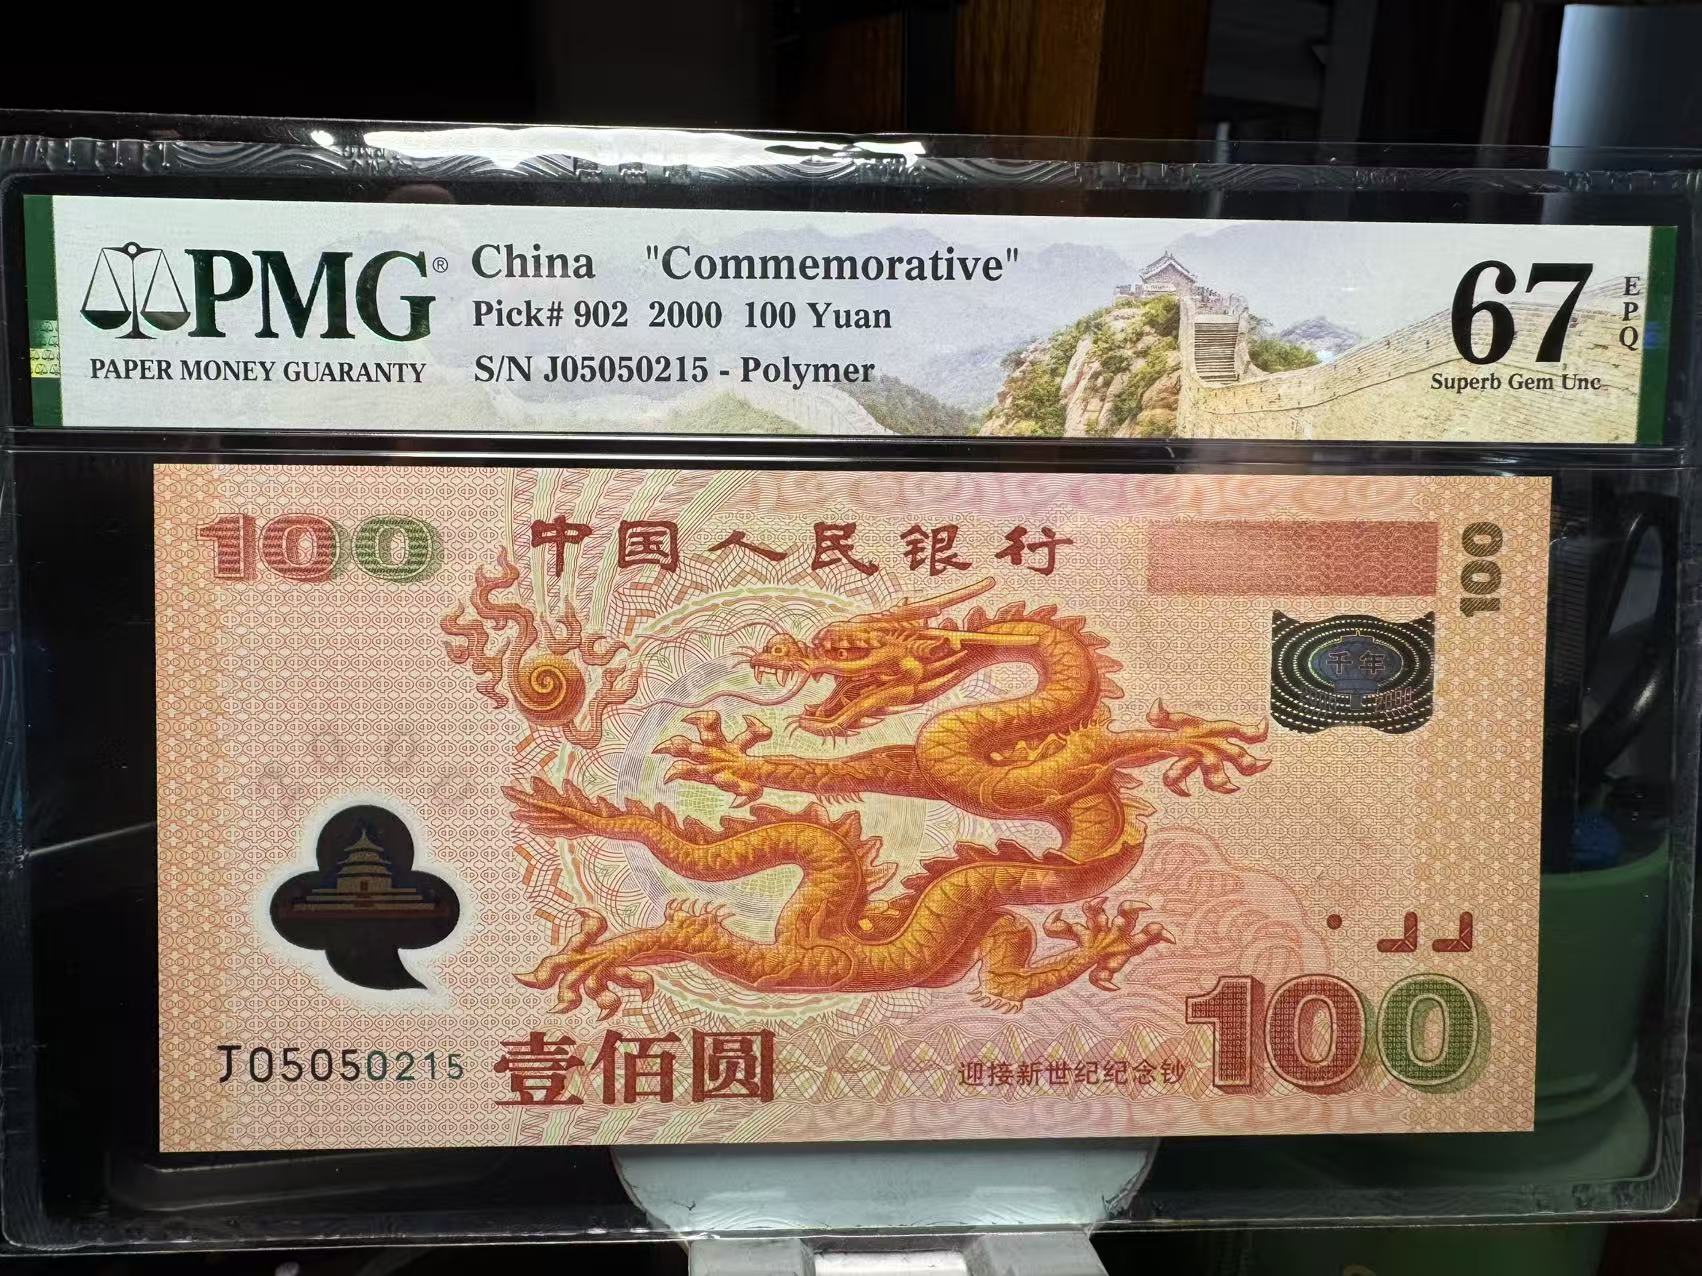 PMG®
PAPER MONEY GUARANTY
China "Commemorative"
Pick# 902 2000 100 Yuan
S/N J05050215 - Polymer
67
EPQ
Superb Gem Unc
100
中国人民银行
100
千年
2000
J05050215
壹佰圆
迎接新世纪纪念钞
100